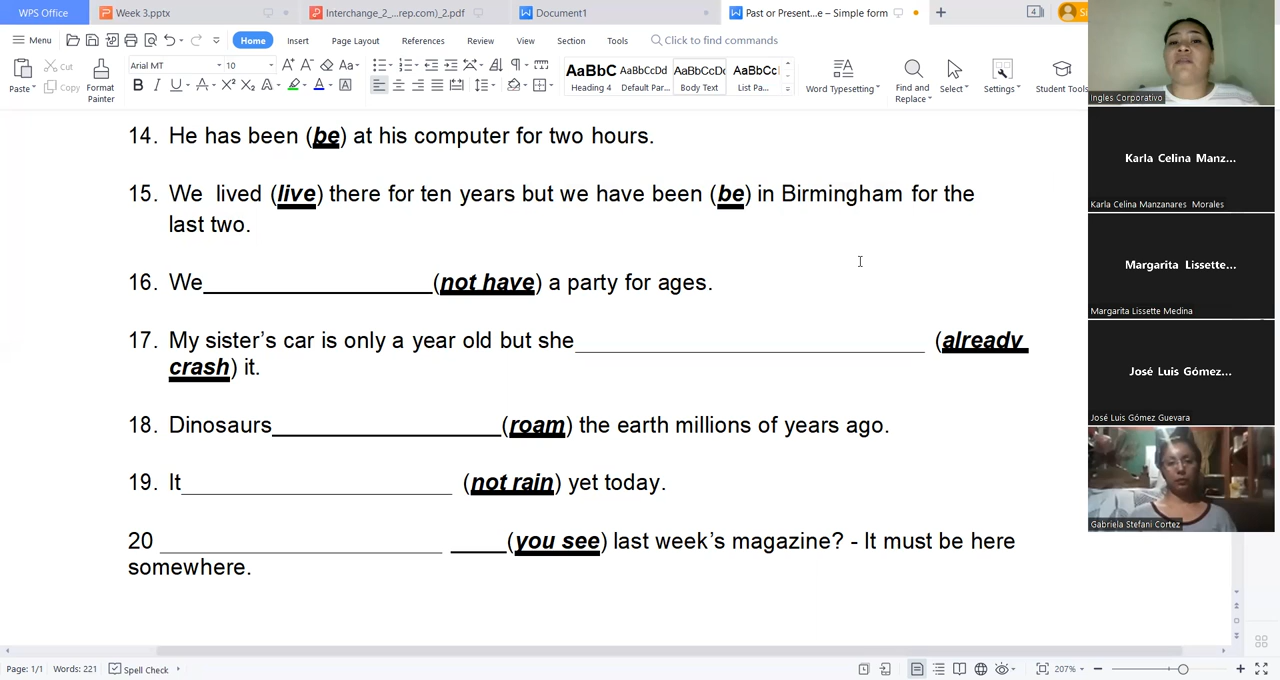 WPS Office
Week 3.pptx
Interchange_2_...rep.com)_2.pdf
Document1
Past or Present...e – Simple form
4
Menu
Home
Insert
Page Layout
References
Review
View
Section
Tools
Click to find commands
Paste
Cut
Copy
Format Painter
Arial MT
10
AaBbC
Heading 4
AaBbCcDd
Default Par...
AaBbCcDd
Body Text
AaBbCc
List Pa...
Word Typesetting
Find and Replace
Select
Settings
Student Tools
14. He has been (be) at his computer for two hours.
15. We lived (live) there for ten years but we have been (be) in Birmingham for the
last two.
16. We____________________(not have) a party for ages.
17. My sister's car is only a year old but she______________________________ (already
crash) it.
18. Dinosaurs____________________(roam) the earth millions of years ago.
19. It________________________ (not rain) yet today.
20 _________________________ _____(you see) last week's magazine? - It must be here
somewhere.
Ingles Corporativo
Karla Celina Manz...
Karla Celina Manzanares Morales
Margarita Lissette...
Margarita Lissette Medina
José Luis Gómez...
José Luis Gómez Guevara
Gabriela Stefani Cortez
Page: 1/1
Words: 221
Spell Check
207%